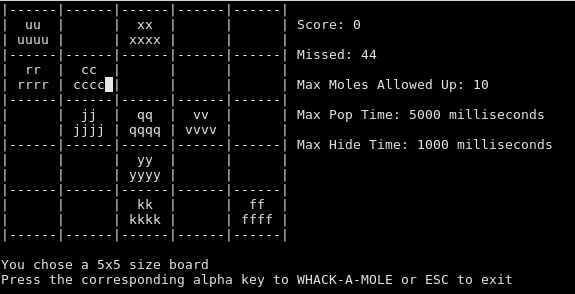 |------|------|------|------|------|
|  uu  |      |  xx  |      |      | Score: 0
| uuuu |      | xxxx |      |      |
|------|------|------|------|------| Missed: 44
|  rr  |  cc  |      |      |      |
| rrrr | cccc |      |      |      | Max Moles Allowed Up: 10
|------|------|------|------|------|
|      |  jj  |  qq  |  vv  |      | Max Pop Time: 5000 milliseconds
|      | jjjj | qqqq | vvvv |      |
|------|------|------|------|------| Max Hide Time: 1000 milliseconds
|      |      |  yy  |      |      |
|      |      | yyyy |      |      |
|------|------|------|------|------|
|      |      |  kk  |      |  ff  |
|      |      | kkkk |      | ffff |
|------|------|------|------|------|
You chose a 5x5 size board
Press the corresponding alpha key to WHACK-A-MOLE or ESC to exit